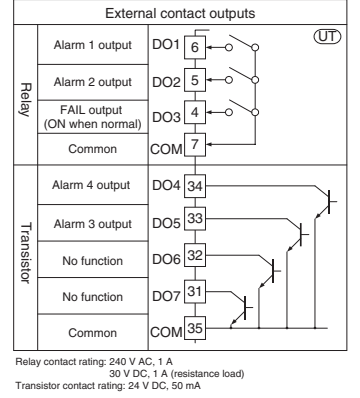 External contact outputs
UT
Relay
Alarm 1 output DO1 6
Alarm 2 output DO2 5
FAIL output
(ON when normal) DO3 4
Common COM 7
Transistor
Alarm 4 output DO4 34
Alarm 3 output DO5 33
No function DO6 32
No function DO7 31
Common COM 35
Relay contact rating: 240 V AC, 1 A
30 V DC, 1 A (resistance load)
Transistor contact rating: 24 V DC, 50 mA